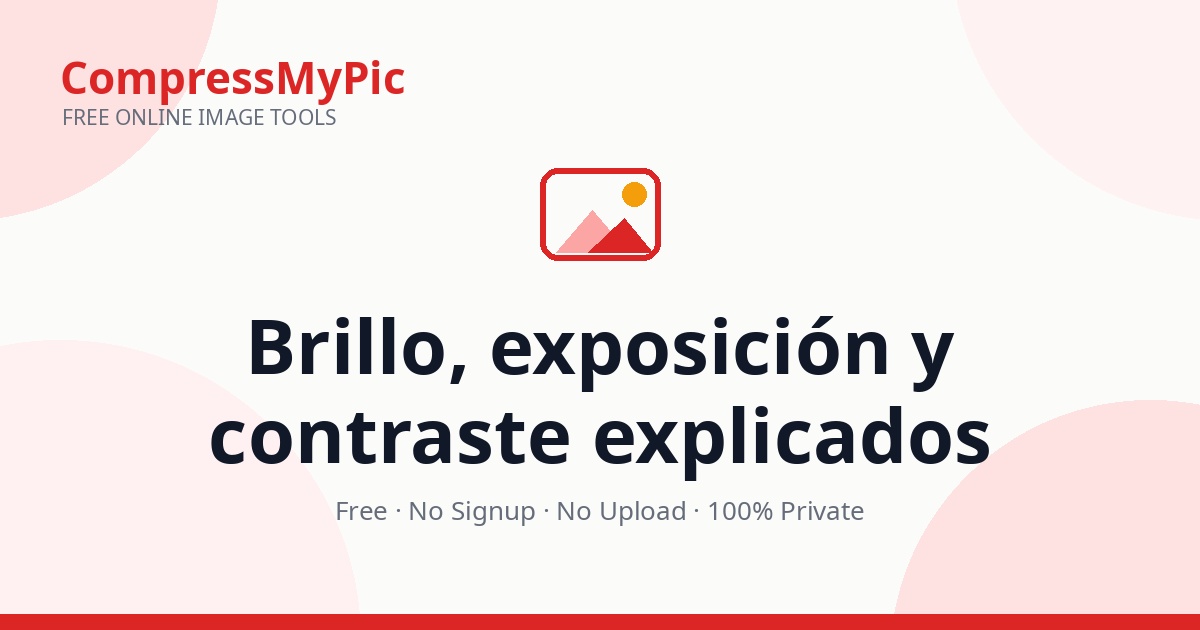 CompressMyPic
FREE ONLINE IMAGE TOOLS
Brillo, exposición y
contraste explicados
Free · No Signup · No Upload · 100% Private